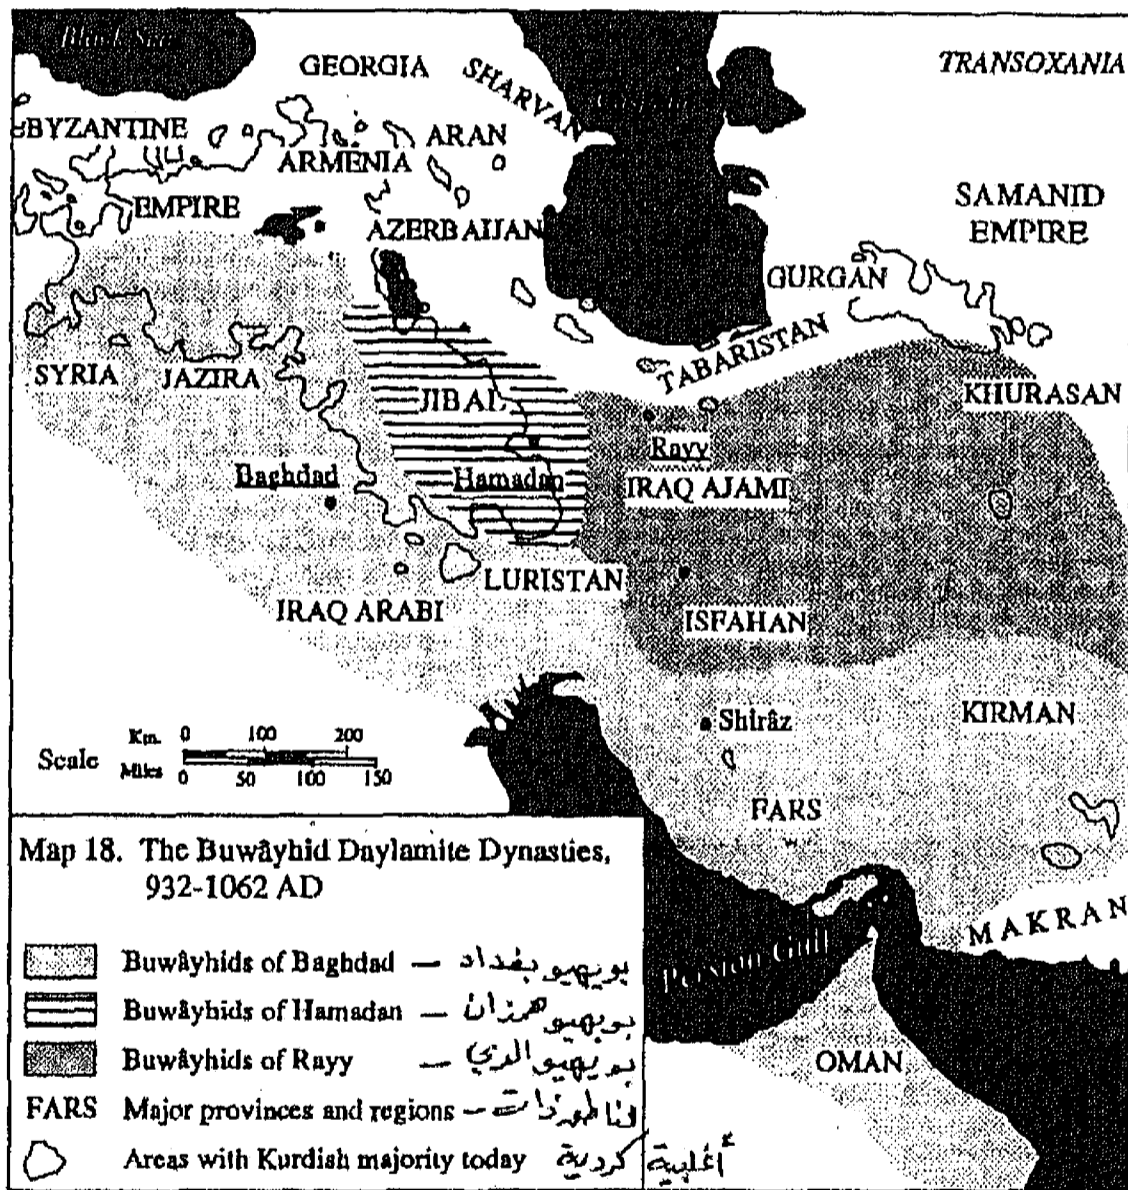 Black Sea
GEORGIA
SHARVAN
TRANSOXANIA
BYZANTINE
ARAN
ARMENIA
SAMANID
EMPIRE
EMPIRE
AZERBAIJAN
GURGAN
TABARISTAN
SYRIA
JAZIRA
KHURASAN
JIBAL
Rayy
Baghdad
Hamadan
IRAQ AJAMI
LURISTAN
IRAQ ARABI
ISFAHAN
Shirâz
KIRMAN
Scale
Km. 0 100 200
Miles 0 50 100 150
FARS
MAKRAN
Persian Gulf
OMAN
Map 18. The Buwâyhid Daylamite Dynasties,
932-1062 AD
Buwâyhids of Baghdad — بويهيو بغداد
Buwâyhids of Hamadan — بويهيو
Buwâyhids of Rayy — بويهيو الري
FARS Major provinces and regions —
Areas with Kurdish majority today أغلبية كردية